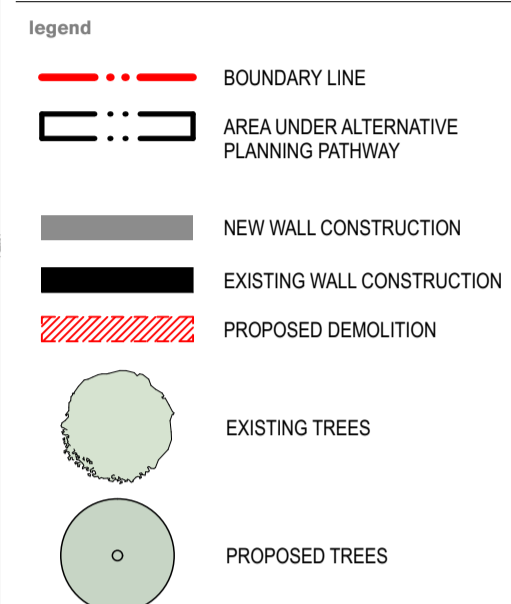 legend
BOUNDARY LINE
AREA UNDER ALTERNATIVE
PLANNING PATHWAY
NEW WALL CONSTRUCTION
EXISTING WALL CONSTRUCTION
PROPOSED DEMOLITION
EXISTING TREES
PROPOSED TREES